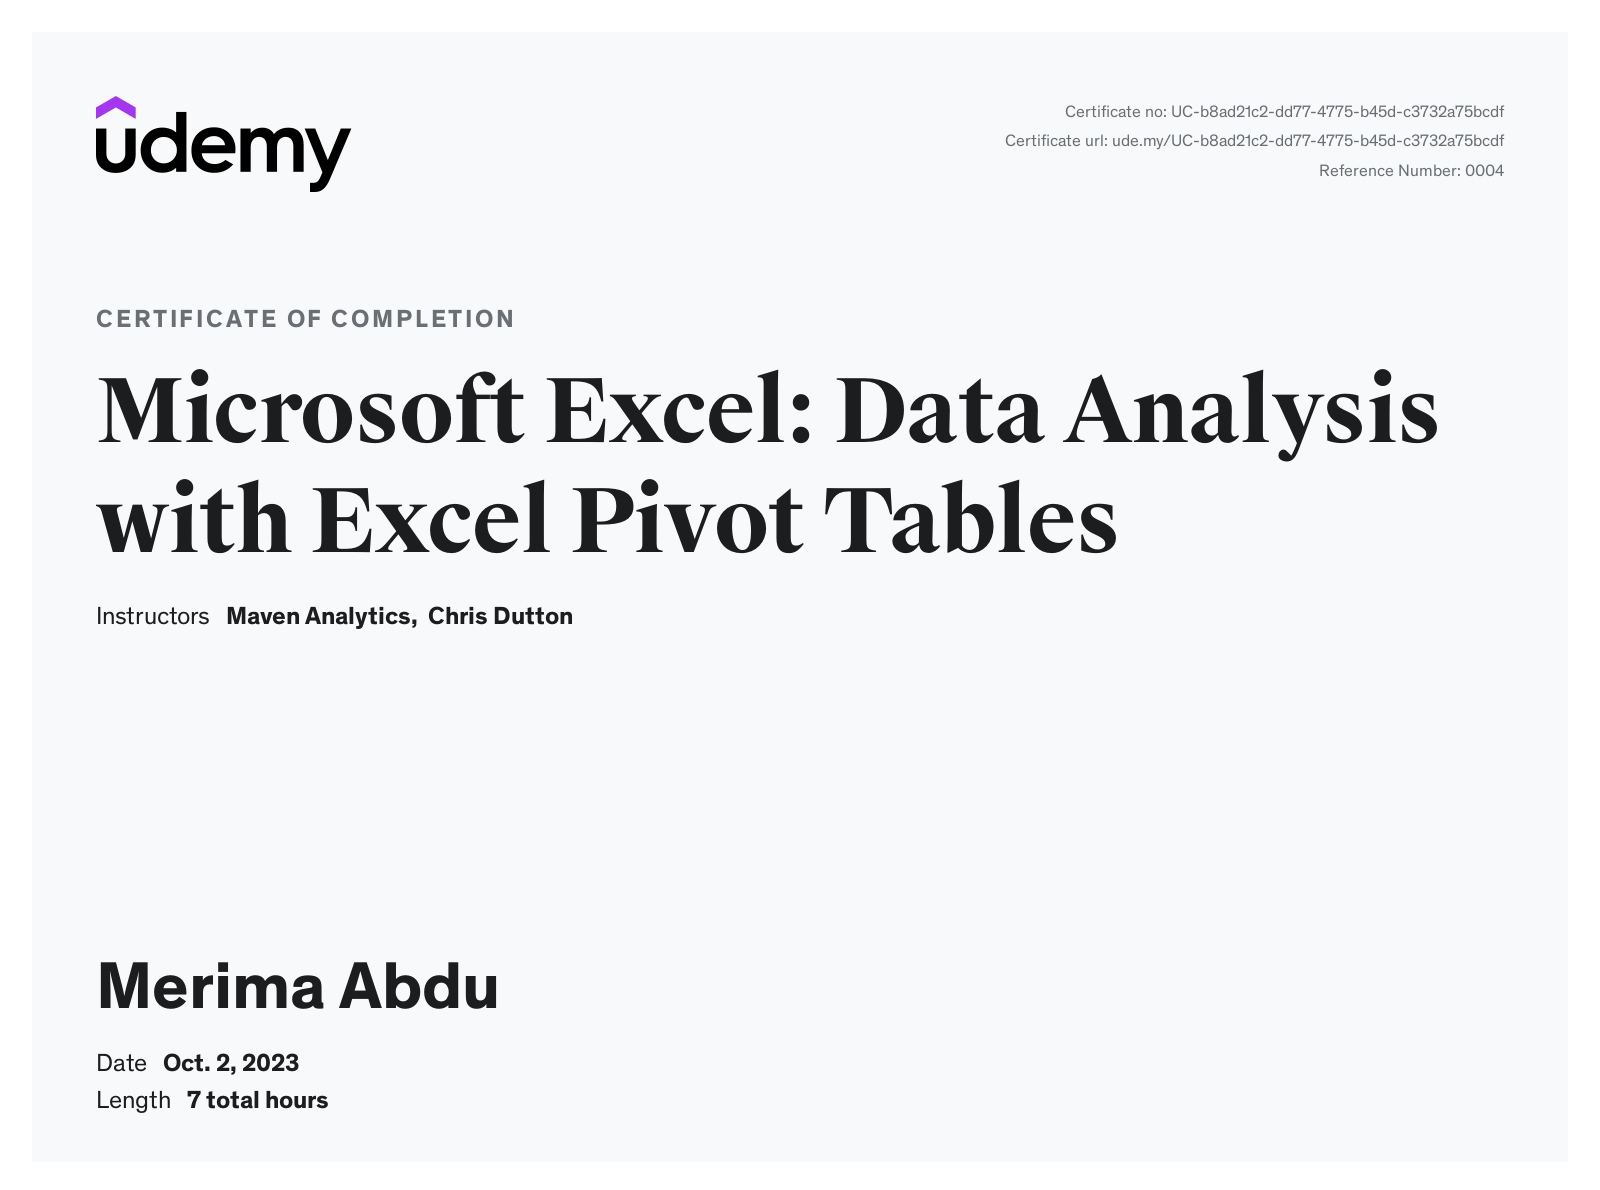 udemy
Certificate no: UC-b8ad21c2-dd77-4775-b45d-c3732a75bcdf
Certificate url: ude.my/UC-b8ad21c2-dd77-4775-b45d-c3732a75bcdf
Reference Number: 0004
CERTIFICATE OF COMPLETION
Microsoft Excel: Data Analysis
with Excel Pivot Tables
Instructors Maven Analytics, Chris Dutton
Merima Abdu
Date Oct. 2, 2023
Length 7 total hours